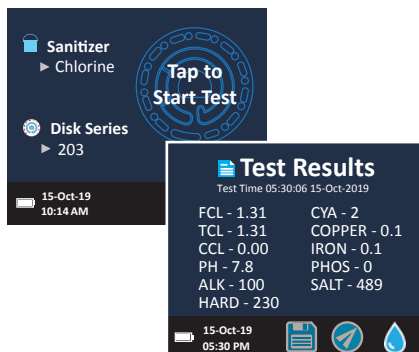 Sanitizer
▶ Chlorine
Tap to
Start Test
Disk Series
▶ 203
15-Oct-19
10:14 AM
Test Results
Test Time 05:30:06 15-Oct-2019
FCL - 1.31
TCL - 1.31
CCL - 0.00
PH - 7.8
ALK - 100
HARD - 230
CYA - 2
COPPER - 0.1
IRON - 0.1
PHOS - 0
SALT - 489
15-Oct-19
05:30 PM